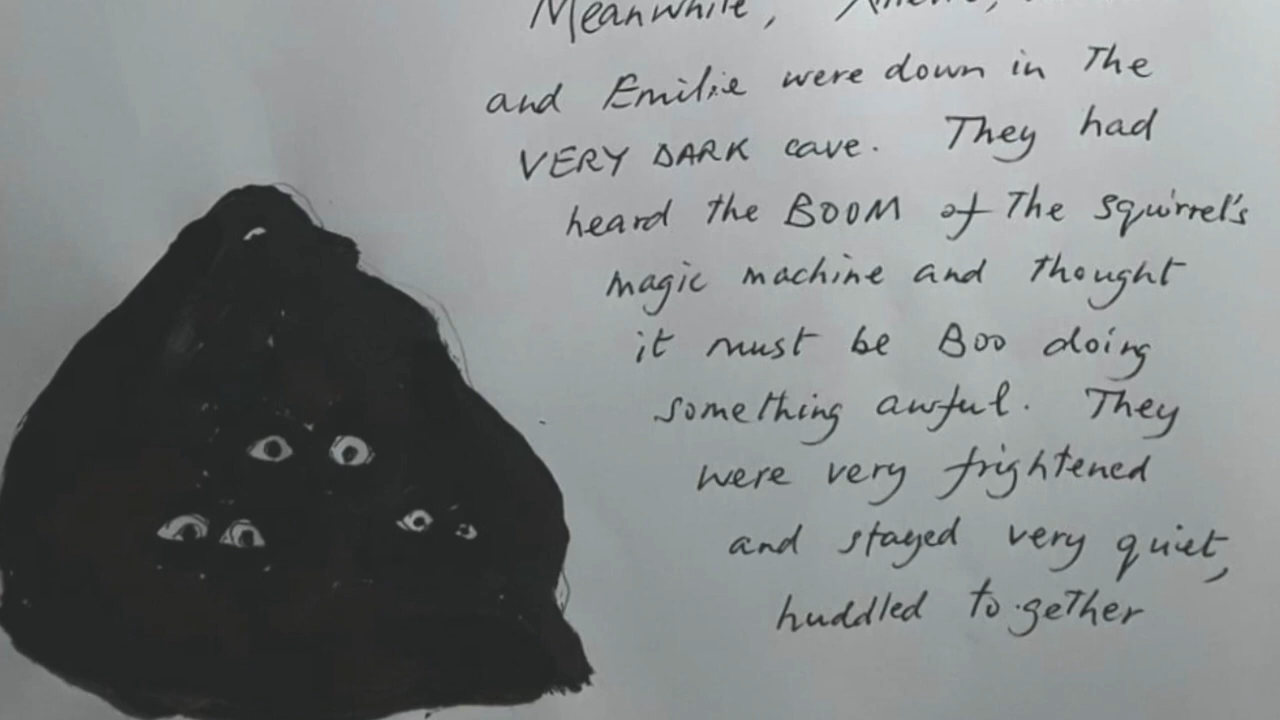 Meanwhile,
and Emilie were down in The
VERY DARK cave. They had
heard the BOOM of The squirrel's
magic machine and thought
it must be Boo doing
something awful. They
were very frightened
and stayed very quiet,
huddled together